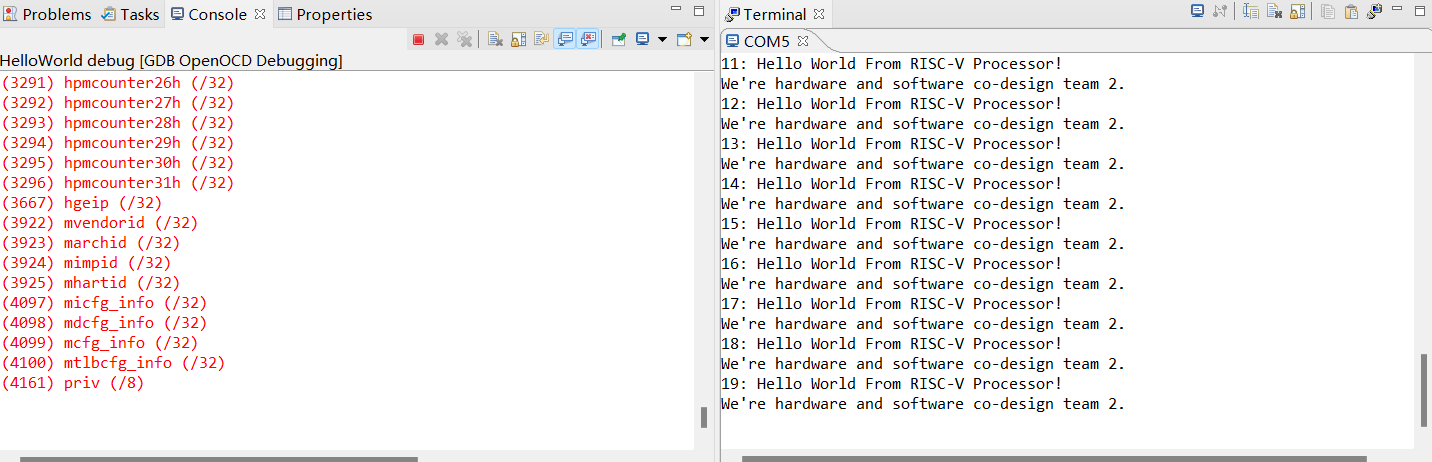 Problems Tasks Console Properties
HelloWorld debug [GDB OpenOCD Debugging]
(3291) hpmcounter26h (/32)
(3292) hpmcounter27h (/32)
(3293) hpmcounter28h (/32)
(3294) hpmcounter29h (/32)
(3295) hpmcounter30h (/32)
(3296) hpmcounter31h (/32)
(3667) hgeip (/32)
(3922) mvendorid (/32)
(3923) marchid (/32)
(3924) mimpid (/32)
(3925) mhartid (/32)
(4097) micfg_info (/32)
(4098) mdcfg_info (/32)
(4099) mcfg_info (/32)
(4100) mtlbcfg_info (/32)
(4161) priv (/8)
Terminal
COM5
11: Hello World From RISC-V Processor!
We're hardware and software co-design team 2.
12: Hello World From RISC-V Processor!
We're hardware and software co-design team 2.
13: Hello World From RISC-V Processor!
We're hardware and software co-design team 2.
14: Hello World From RISC-V Processor!
We're hardware and software co-design team 2.
15: Hello World From RISC-V Processor!
We're hardware and software co-design team 2.
16: Hello World From RISC-V Processor!
We're hardware and software co-design team 2.
17: Hello World From RISC-V Processor!
We're hardware and software co-design team 2.
18: Hello World From RISC-V Processor!
We're hardware and software co-design team 2.
19: Hello World From RISC-V Processor!
We're hardware and software co-design team 2.